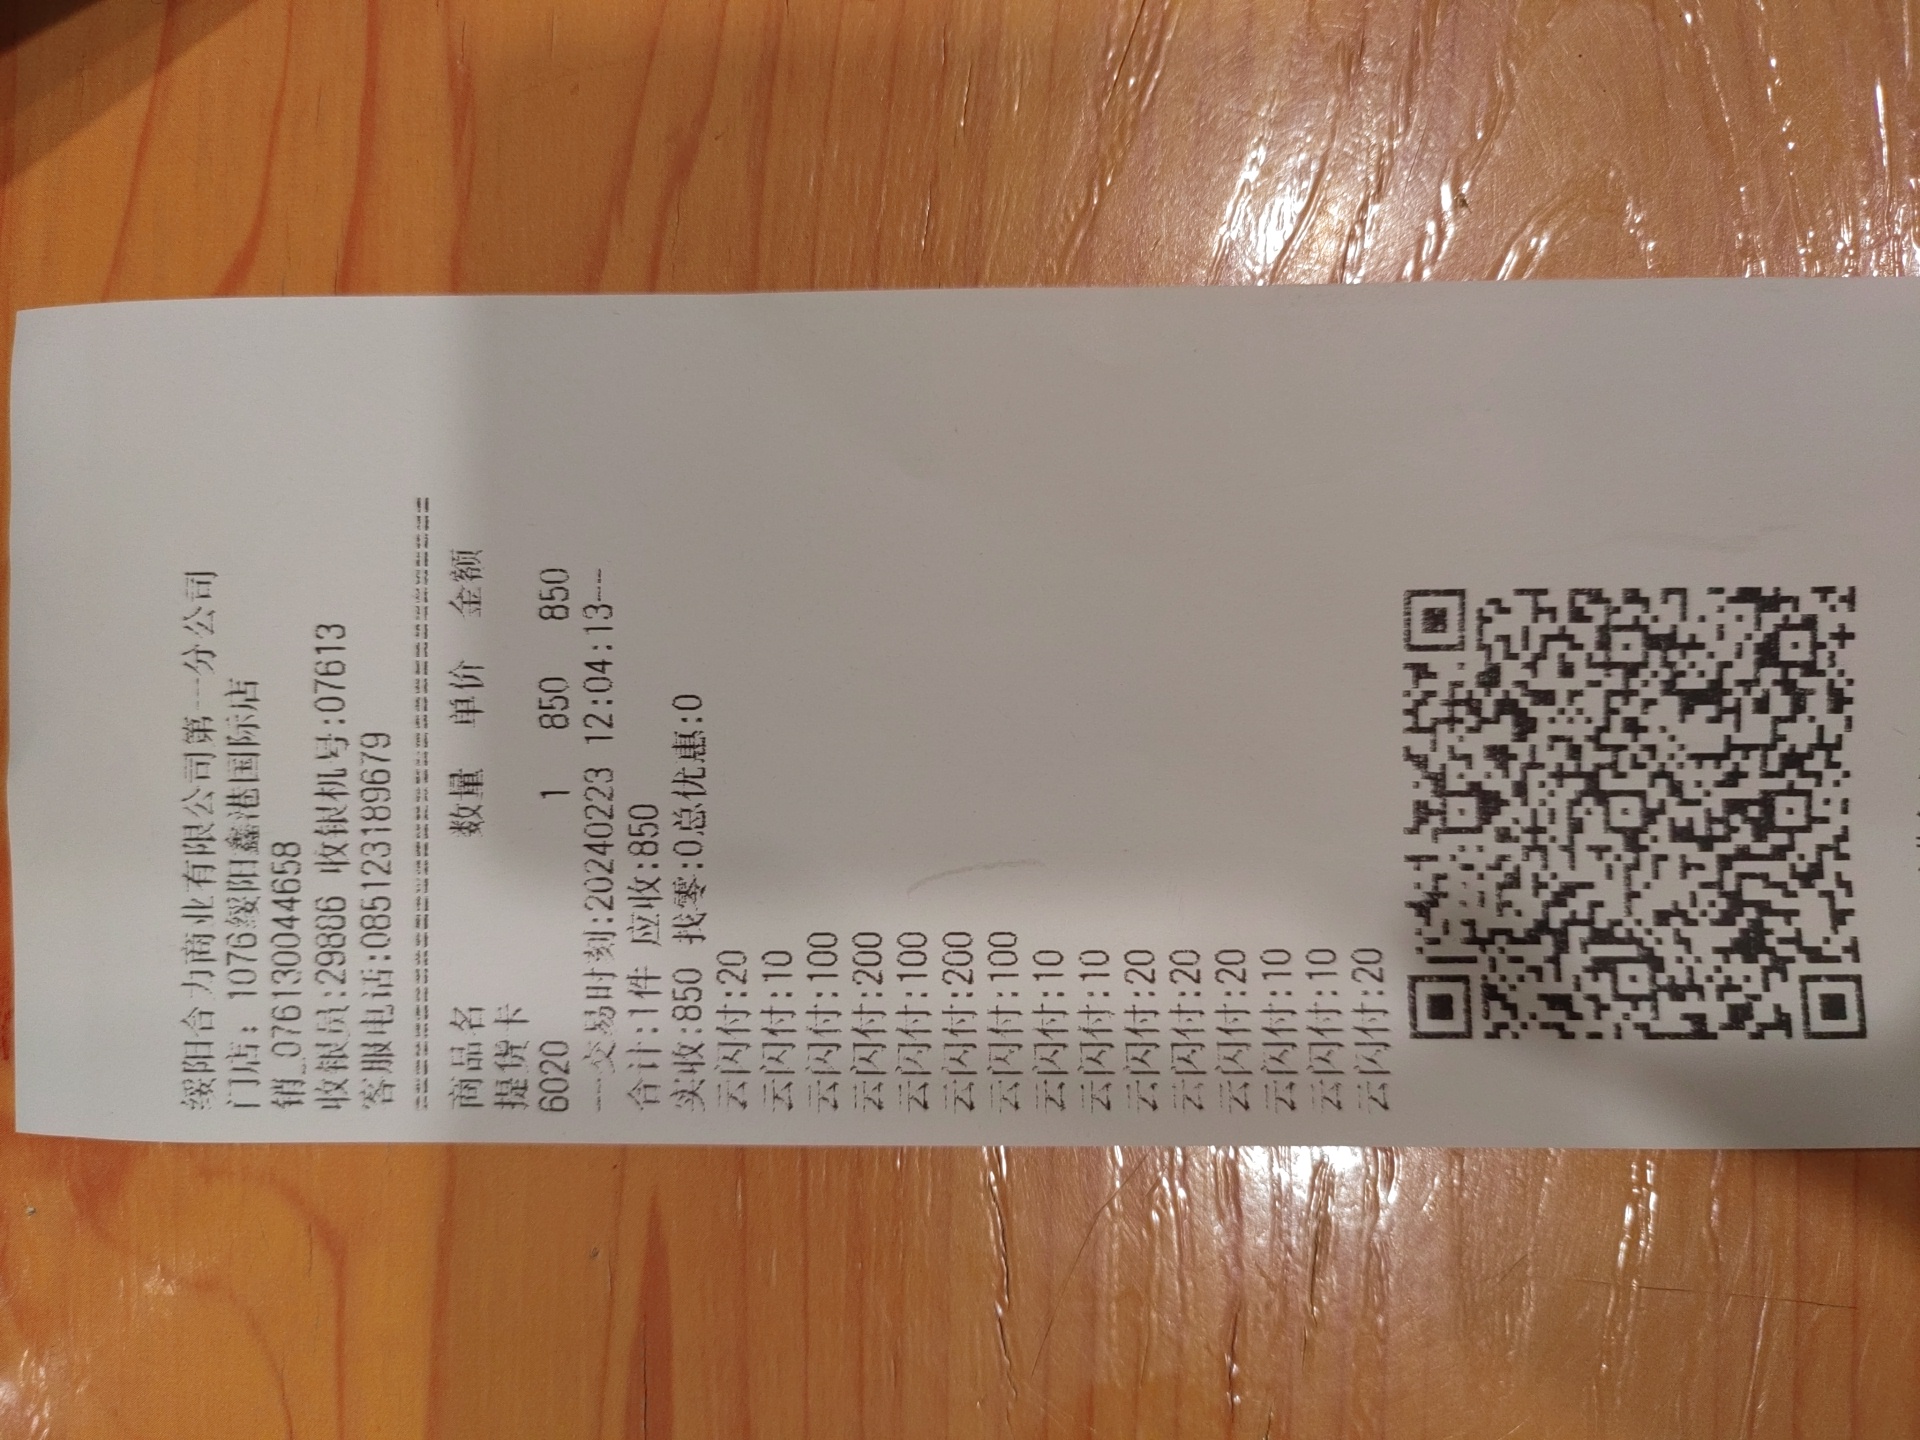 绥阳合力商业有限公司第一分公司
门店: 1076绥阳鑫港国际店
销_076130044658
收银员:29886 收银机号:07613
客服电话:085123189679
商品名 数量 单价 金额
提货卡
6020 1 850 850
---交易时刻:20240223 12:04:13---
合计:1件 应收:850
实收:850 找零:0总优惠:0
云闪付:20
云闪付:10
云闪付:100
云闪付:200
云闪付:100
云闪付:200
云闪付:100
云闪付:10
云闪付:10
云闪付:20
云闪付:20
云闪付:20
云闪付:10
云闪付:10
云闪付:20